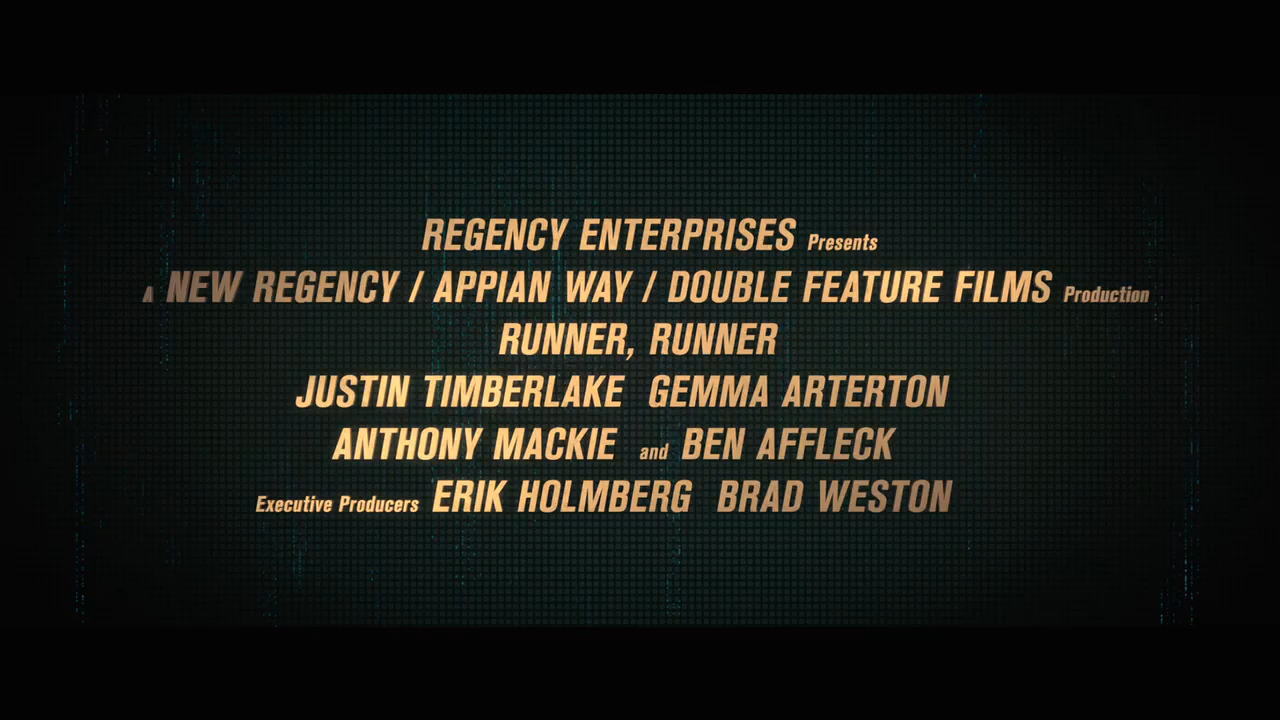 REGENCY ENTERPRISES Presents
A NEW REGENCY / APPIAN WAY / DOUBLE FEATURE FILMS Production
RUNNER, RUNNER
JUSTIN TIMBERLAKE GEMMA ARTERTON
ANTHONY MACKIE and BEN AFFLECK
Executive Producers ERIK HOLMBERG BRAD WESTON